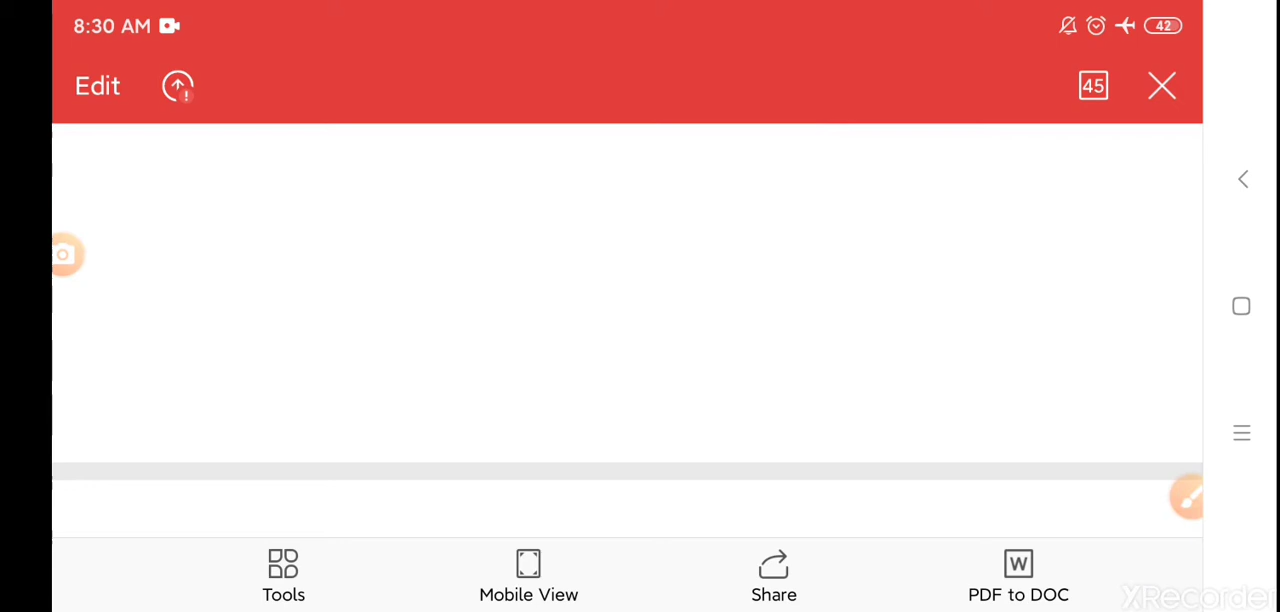 8:30 AM
42
Edit
45
Tools
Mobile View
Share
W
PDF to DOC
XRecorder